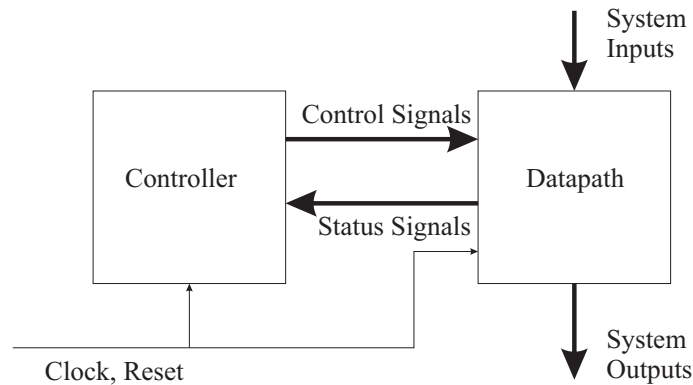 System
Inputs
Control Signals
Controller
Datapath
Status Signals
Clock, Reset
System
Outputs